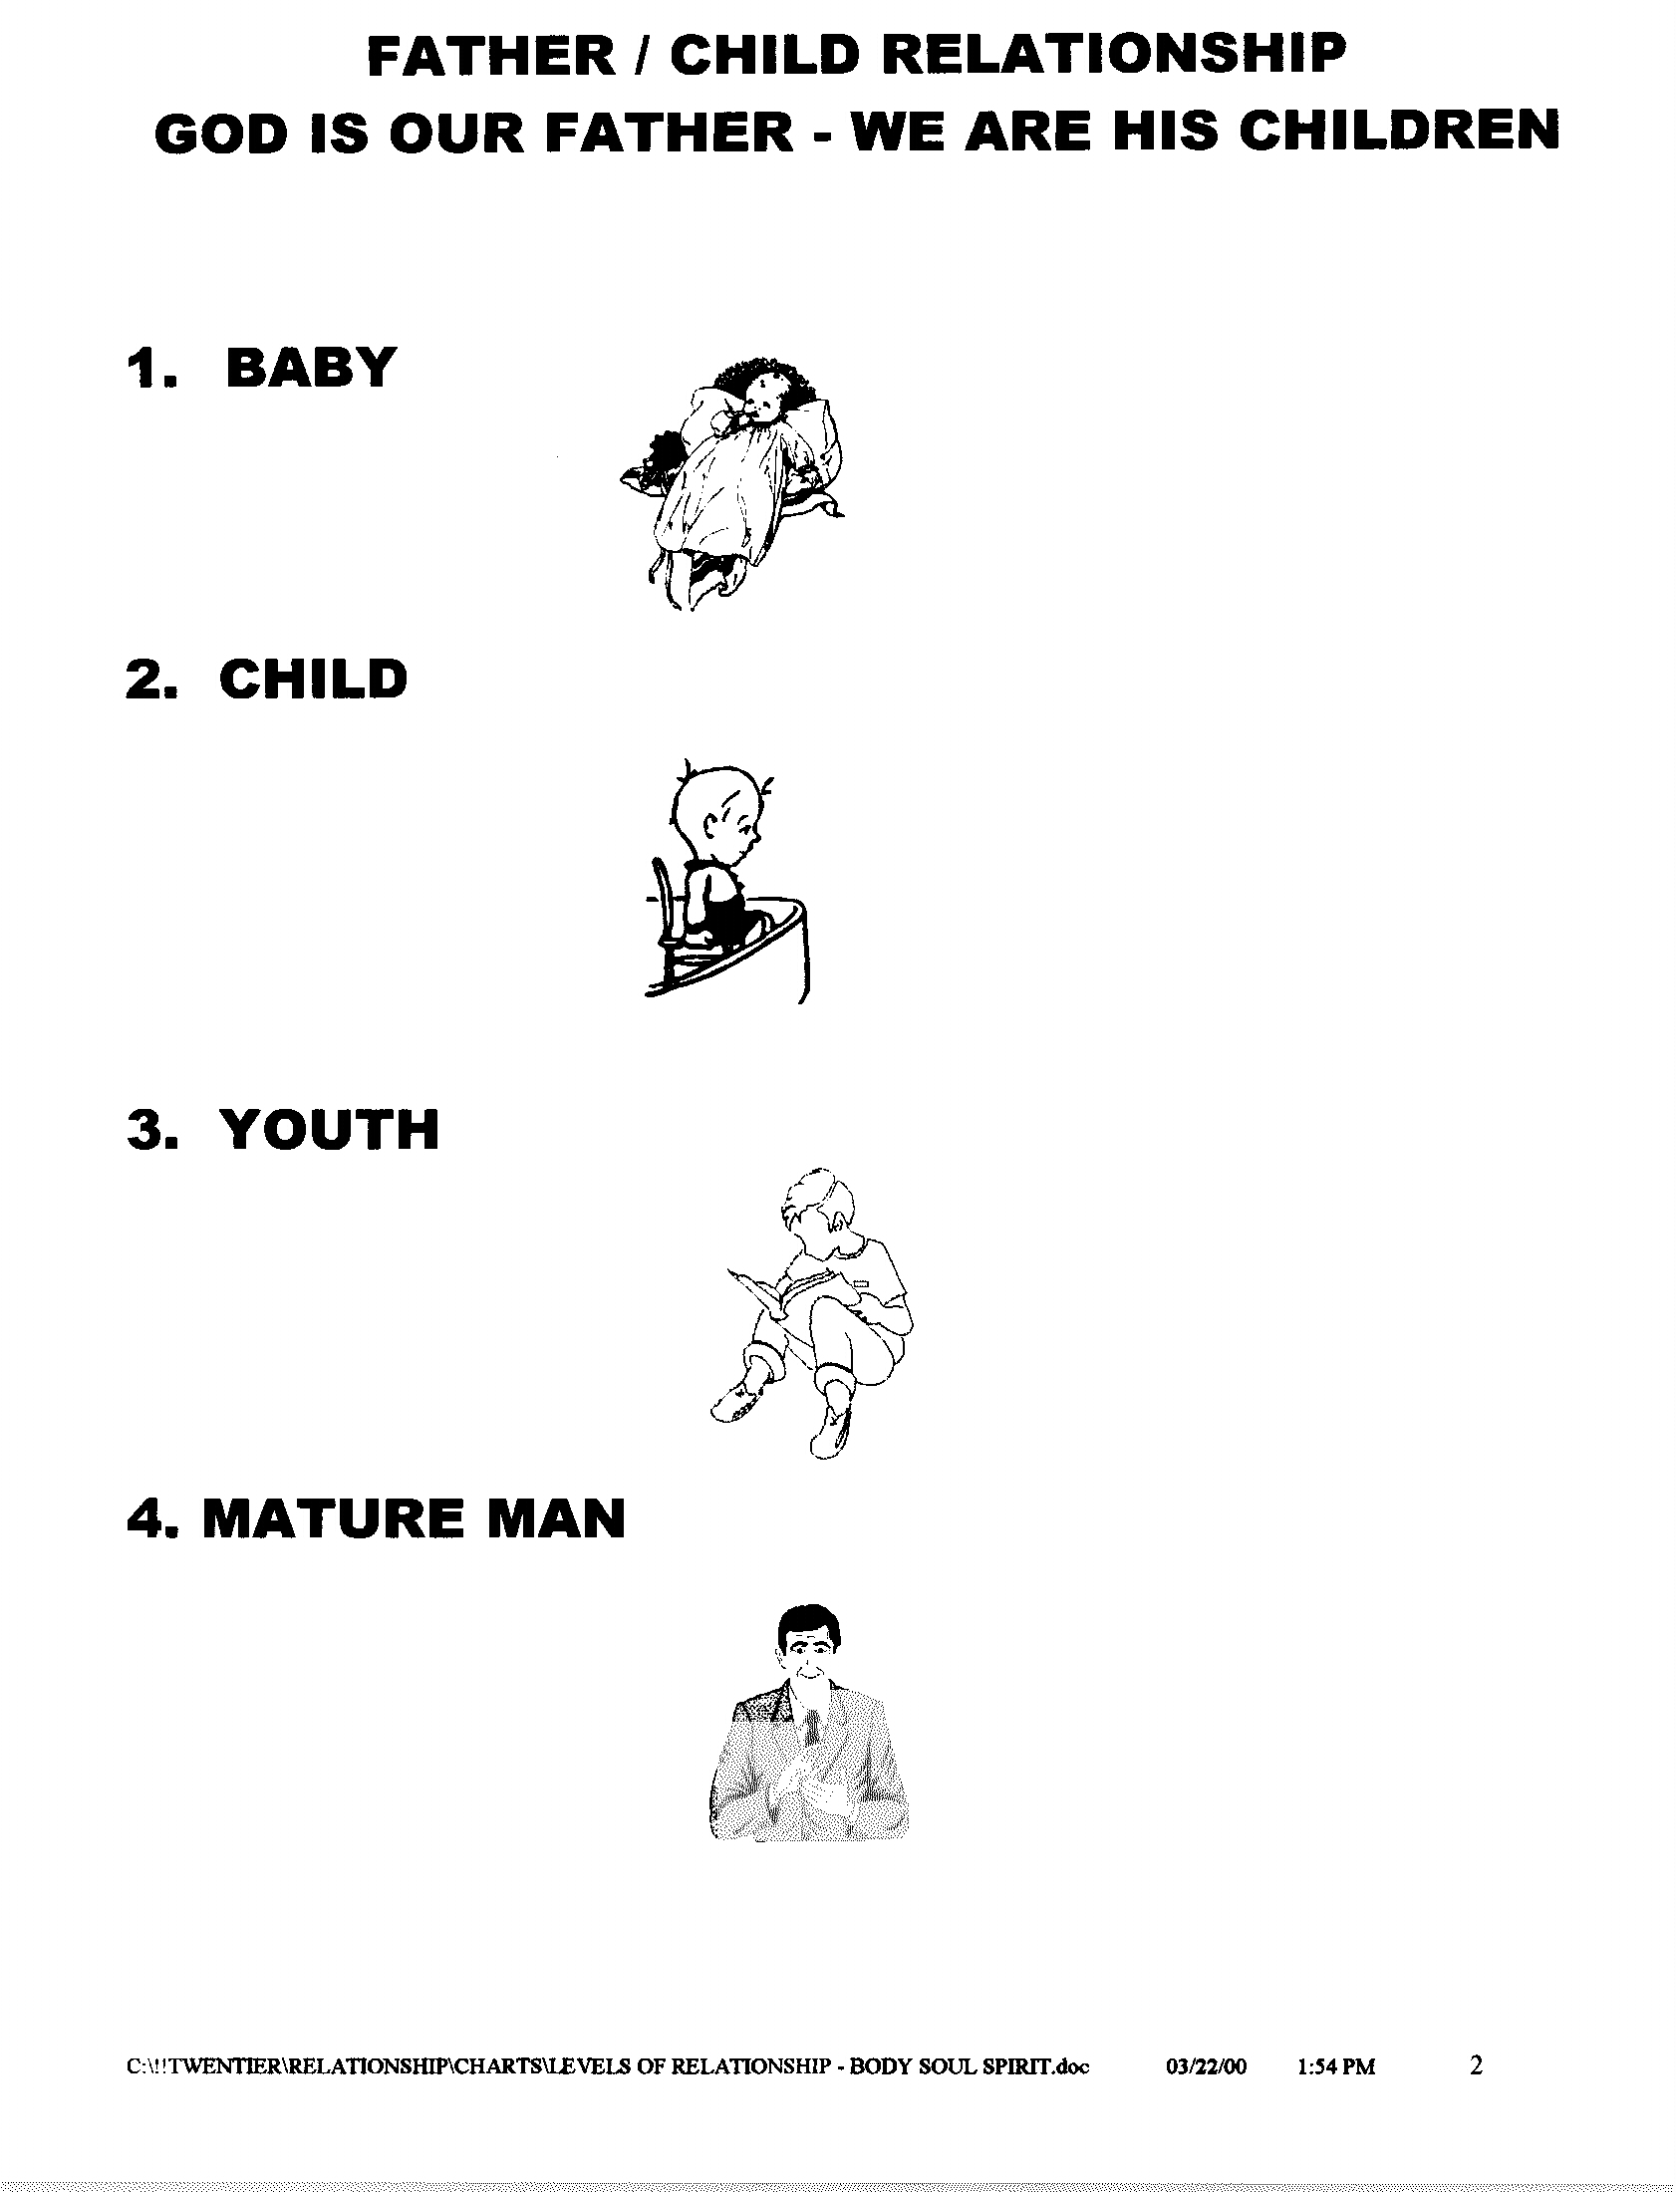 FATHER / CHILD RELATIONSHIP
GOD IS OUR FATHER - WE ARE HIS CHILDREN
1. BABY
2. CHILD
3. YOUTH
4. MATURE MAN
C:\!!TWENTIER\RELATIONSHIP\CHARTS\LEVELS OF RELATIONSHIP - BODY SOUL SPIRIT.doc 03/22/00 1:54 PM 2